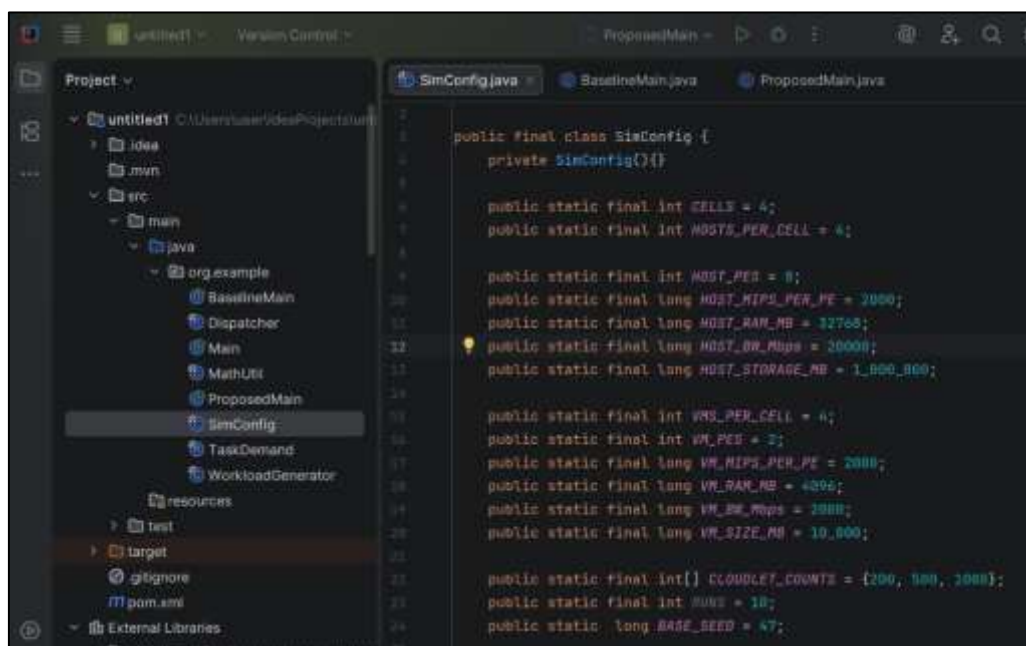 untitled1
Version Control
ProposedMain
Project
SimConfig.java
BaselineMain.java
ProposedMain.java
untitled1 C:\Users\user\IdeaProjects\unti
.idea
.mvn
src
main
java
org.example
BaselineMain
Dispatcher
Main
MathUtil
ProposedMain
SimConfig
TaskDemand
WorkloadGenerator
resources
test
target
.gitignore
pom.xml
External Libraries
public final class SimConfig {
private SimConfig(){}
public static final int CELLS = 4;
public static final int HOSTS_PER_CELL = 4;
public static final int HOST_PES = 8;
public static final long HOST_MIPS_PER_PE = 2000;
public static final long HOST_RAM_MB = 32768;
12 public static final long HOST_BW_Mbps = 20000;
public static final long HOST_STORAGE_MB = 1_000_000;
public static final int VMS_PER_CELL = 4;
public static final int VM_PES = 2;
public static final long VM_MIPS_PER_PE = 2000;
public static final long VM_RAM_MB = 4096;
public static final long VM_BW_Mbps = 2000;
public static final long VM_SIZE_MB = 10_000;
public static final int[] CLOUDLET_COUNTS = {200, 500, 1000};
public static final int RUNS = 10;
public static long BASE_SEED = 47;